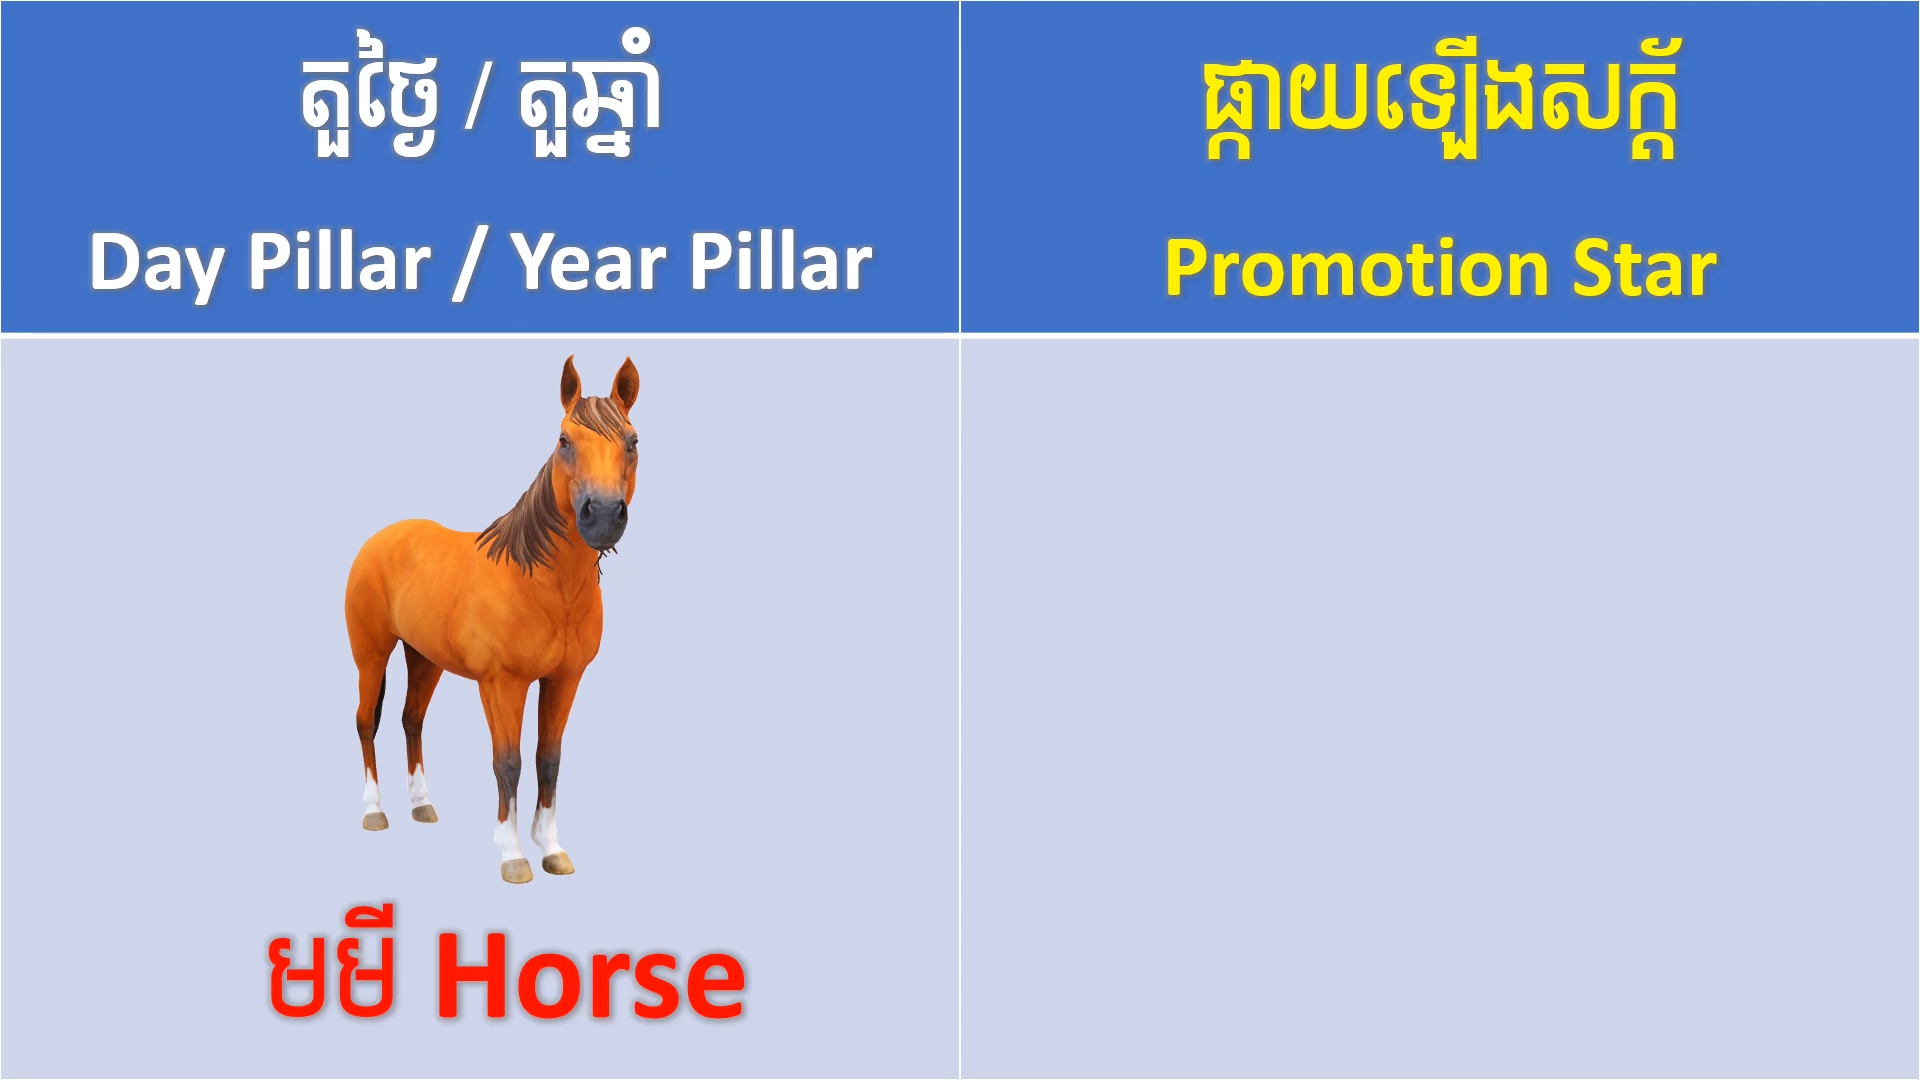 តួថ្ងៃ / តួឆ្នាំ
Day Pillar / Year Pillar
ផ្កាយឡើងសក្ត័
Promotion Star
មមី Horse